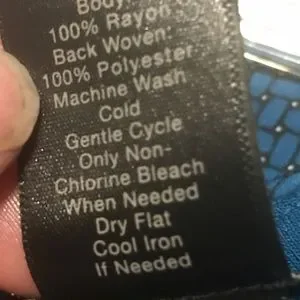 Body:
100% Rayon
Back Woven:
100% Polyester
Machine Wash
Cold
Gentle Cycle
Only Non-
Chlorine Bleach
When Needed
Dry Flat
Cool Iron
If Needed